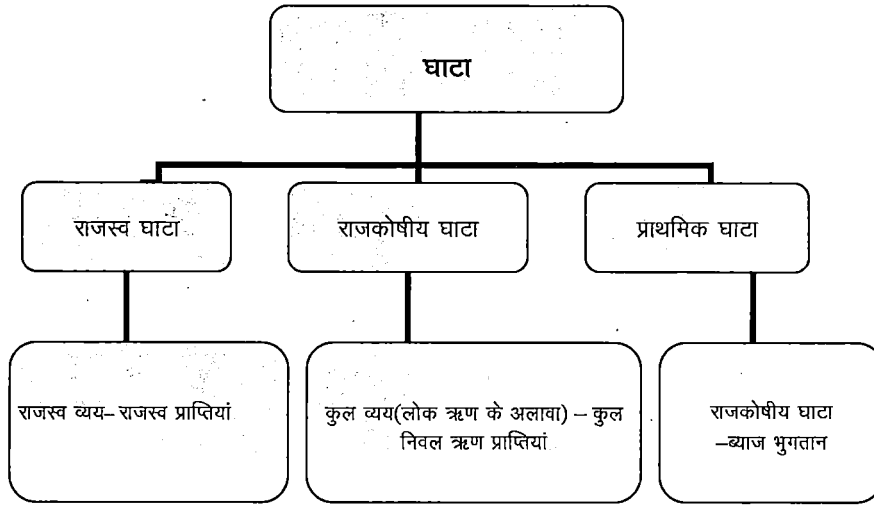 घाटा
राजस्व घाटा
राजकोषीय घाटा
प्राथमिक घाटा
राजस्व व्यय– राजस्व प्राप्तियां
कुल व्यय(लोक ऋण के अलावा) – कुल
निवल ऋण प्राप्तियां
राजकोषीय घाटा
–ब्याज भुगतान